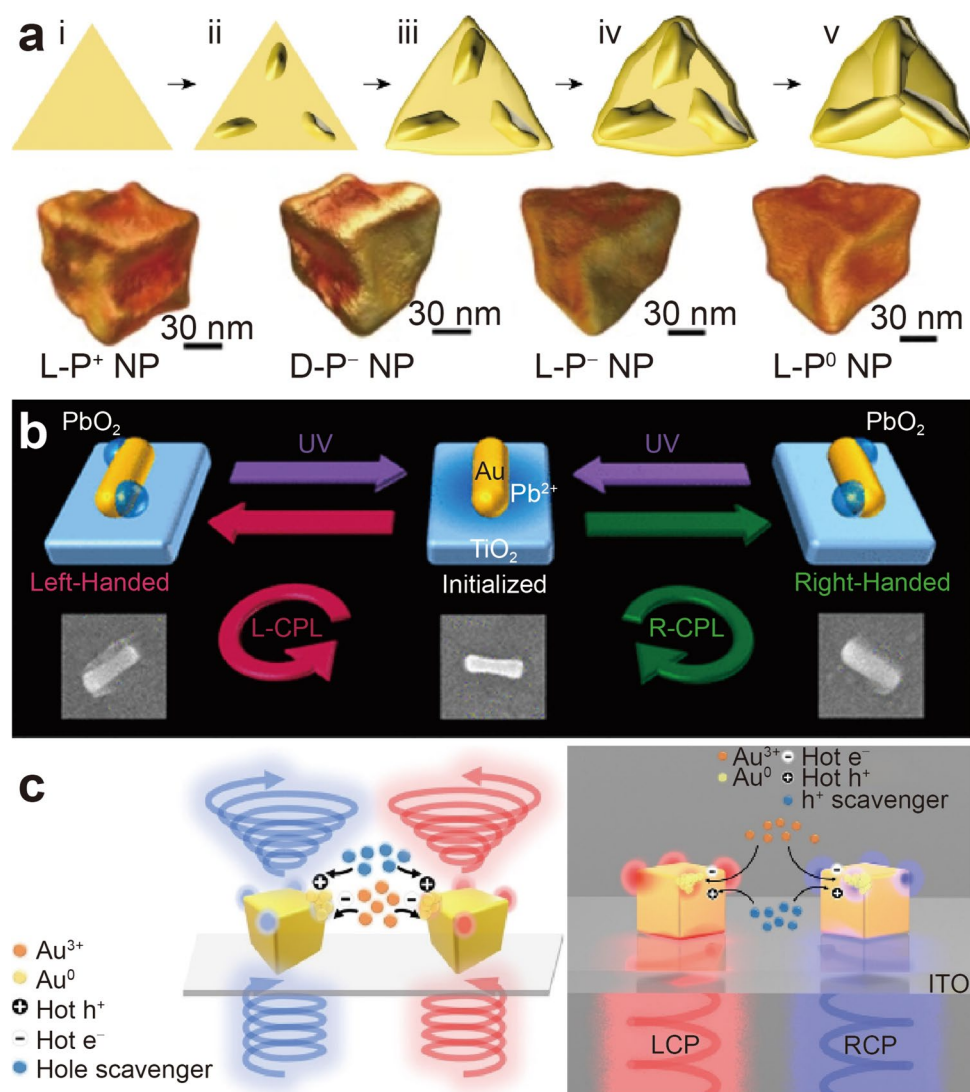 a
i
ii
iii
iv
v
30 nm
30 nm
30 nm
30 nm
L-P⁺ NP
D-P⁻ NP
L-P⁻ NP
L-P⁰ NP
b
PbO₂
UV
Au
Pb²⁺
TiO₂
UV
PbO₂
Left-Handed
Initialized
Right-Handed
L-CPL
R-CPL
c
Au³⁺
Au⁰
Hot h⁺
Hot e⁻
Hole scavenger
Au³⁺
Hot e⁻
Au⁰
Hot h⁺
h⁺ scavenger
ITO
LCP
RCP